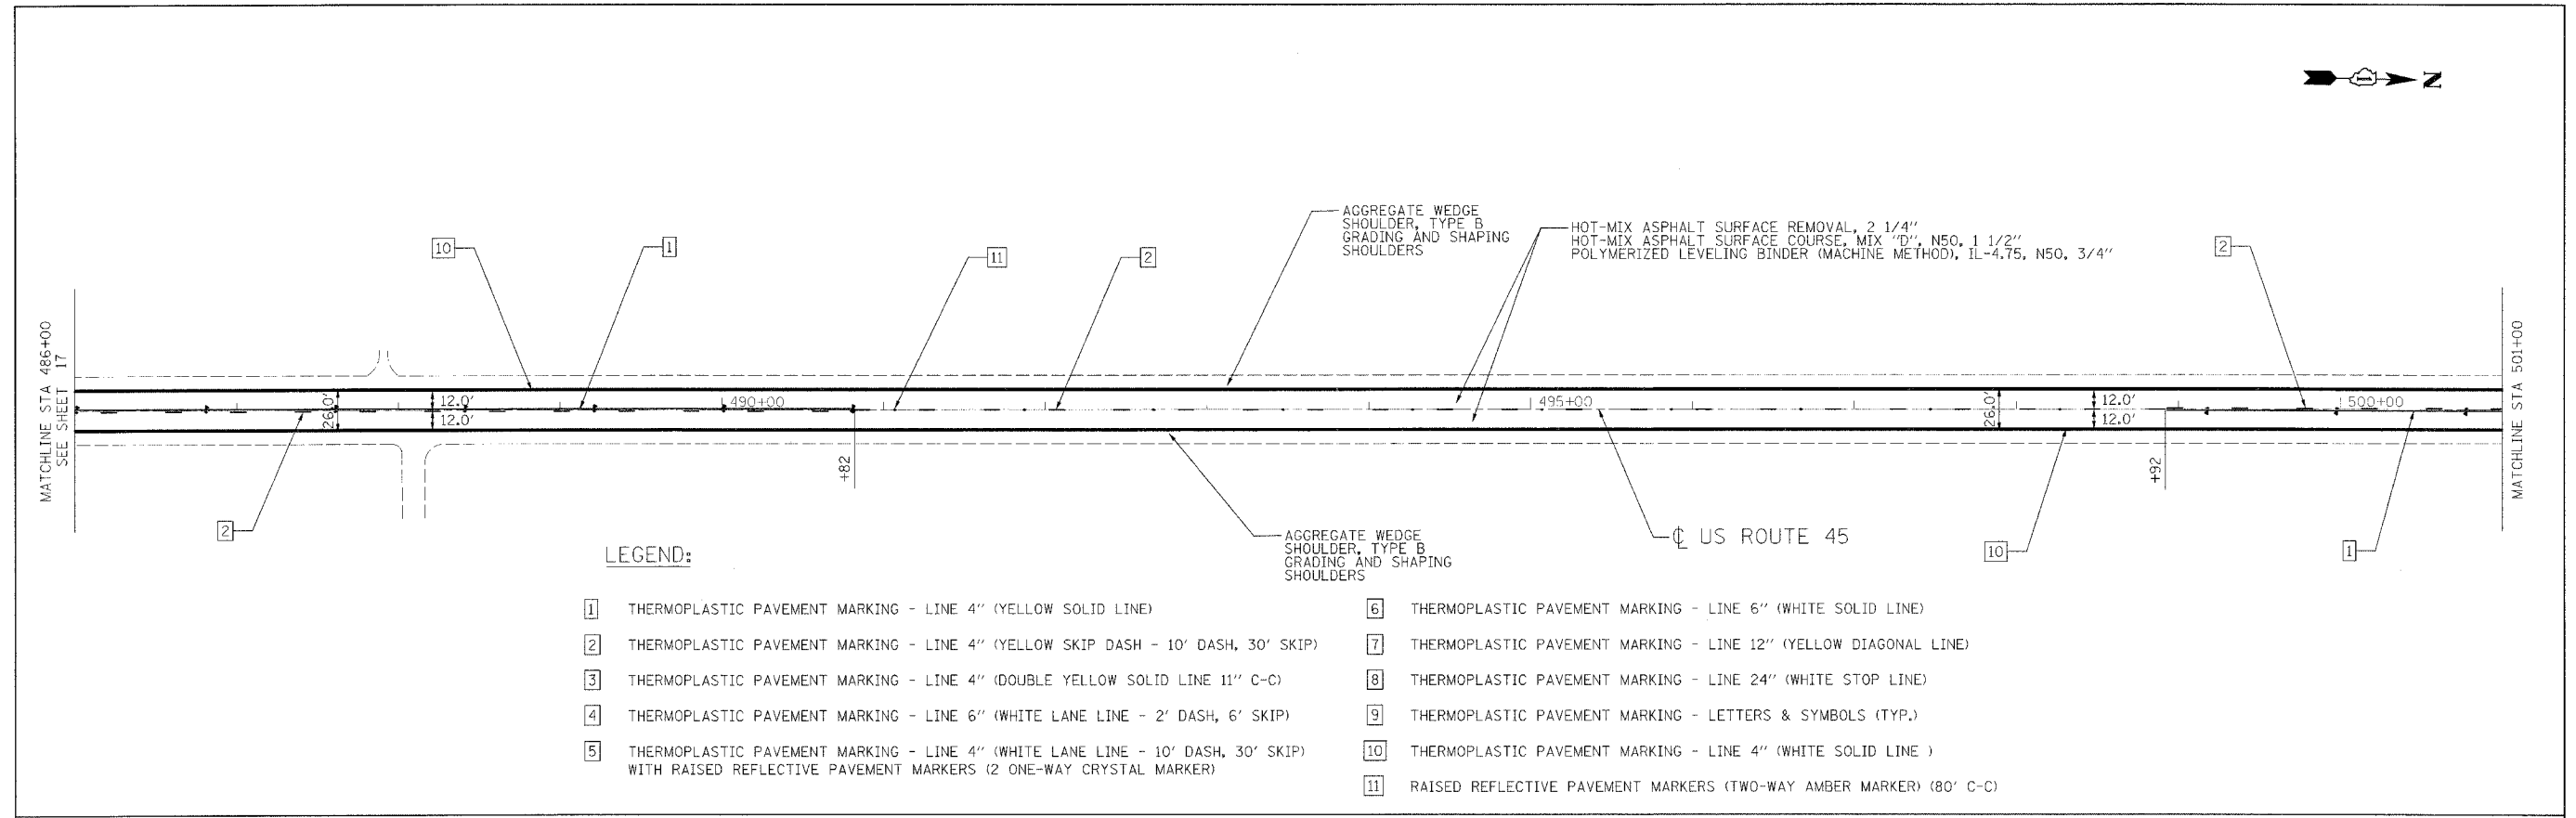 N
AGGREGATE WEDGE
SHOULDER, TYPE B
GRADING AND SHAPING
SHOULDERS
HOT-MIX ASPHALT SURFACE REMOVAL, 2 1/4"
HOT-MIX ASPHALT SURFACE COURSE, MIX "D", N50, 1 1/2"
POLYMERIZED LEVELING BINDER (MACHINE METHOD), IL-4.75, N50, 3/4"
10
1
11
2
2
MATCHLINE STA 486+00
SEE SHEET 17
26.0'
12.0'
12.0'
490+00
495+00
26.0'
12.0'
12.0'
500+00
MATCHLINE STA 501+00
+82
+92
2
AGGREGATE WEDGE
SHOULDER, TYPE B
GRADING AND SHAPING
SHOULDERS
℄ US ROUTE 45
10
1
LEGEND:
1 THERMOPLASTIC PAVEMENT MARKING - LINE 4" (YELLOW SOLID LINE)
2 THERMOPLASTIC PAVEMENT MARKING - LINE 4" (YELLOW SKIP DASH - 10' DASH, 30' SKIP)
3 THERMOPLASTIC PAVEMENT MARKING - LINE 4" (DOUBLE YELLOW SOLID LINE 11" C-C)
4 THERMOPLASTIC PAVEMENT MARKING - LINE 6" (WHITE LANE LINE - 2' DASH, 6' SKIP)
5 THERMOPLASTIC PAVEMENT MARKING - LINE 4" (WHITE LANE LINE - 10' DASH, 30' SKIP)
WITH RAISED REFLECTIVE PAVEMENT MARKERS (2 ONE-WAY CRYSTAL MARKER)
6 THERMOPLASTIC PAVEMENT MARKING - LINE 6" (WHITE SOLID LINE)
7 THERMOPLASTIC PAVEMENT MARKING - LINE 12" (YELLOW DIAGONAL LINE)
8 THERMOPLASTIC PAVEMENT MARKING - LINE 24" (WHITE STOP LINE)
9 THERMOPLASTIC PAVEMENT MARKING - LETTERS & SYMBOLS (TYP.)
10 THERMOPLASTIC PAVEMENT MARKING - LINE 4" (WHITE SOLID LINE )
11 RAISED REFLECTIVE PAVEMENT MARKERS (TWO-WAY AMBER MARKER) (80' C-C)